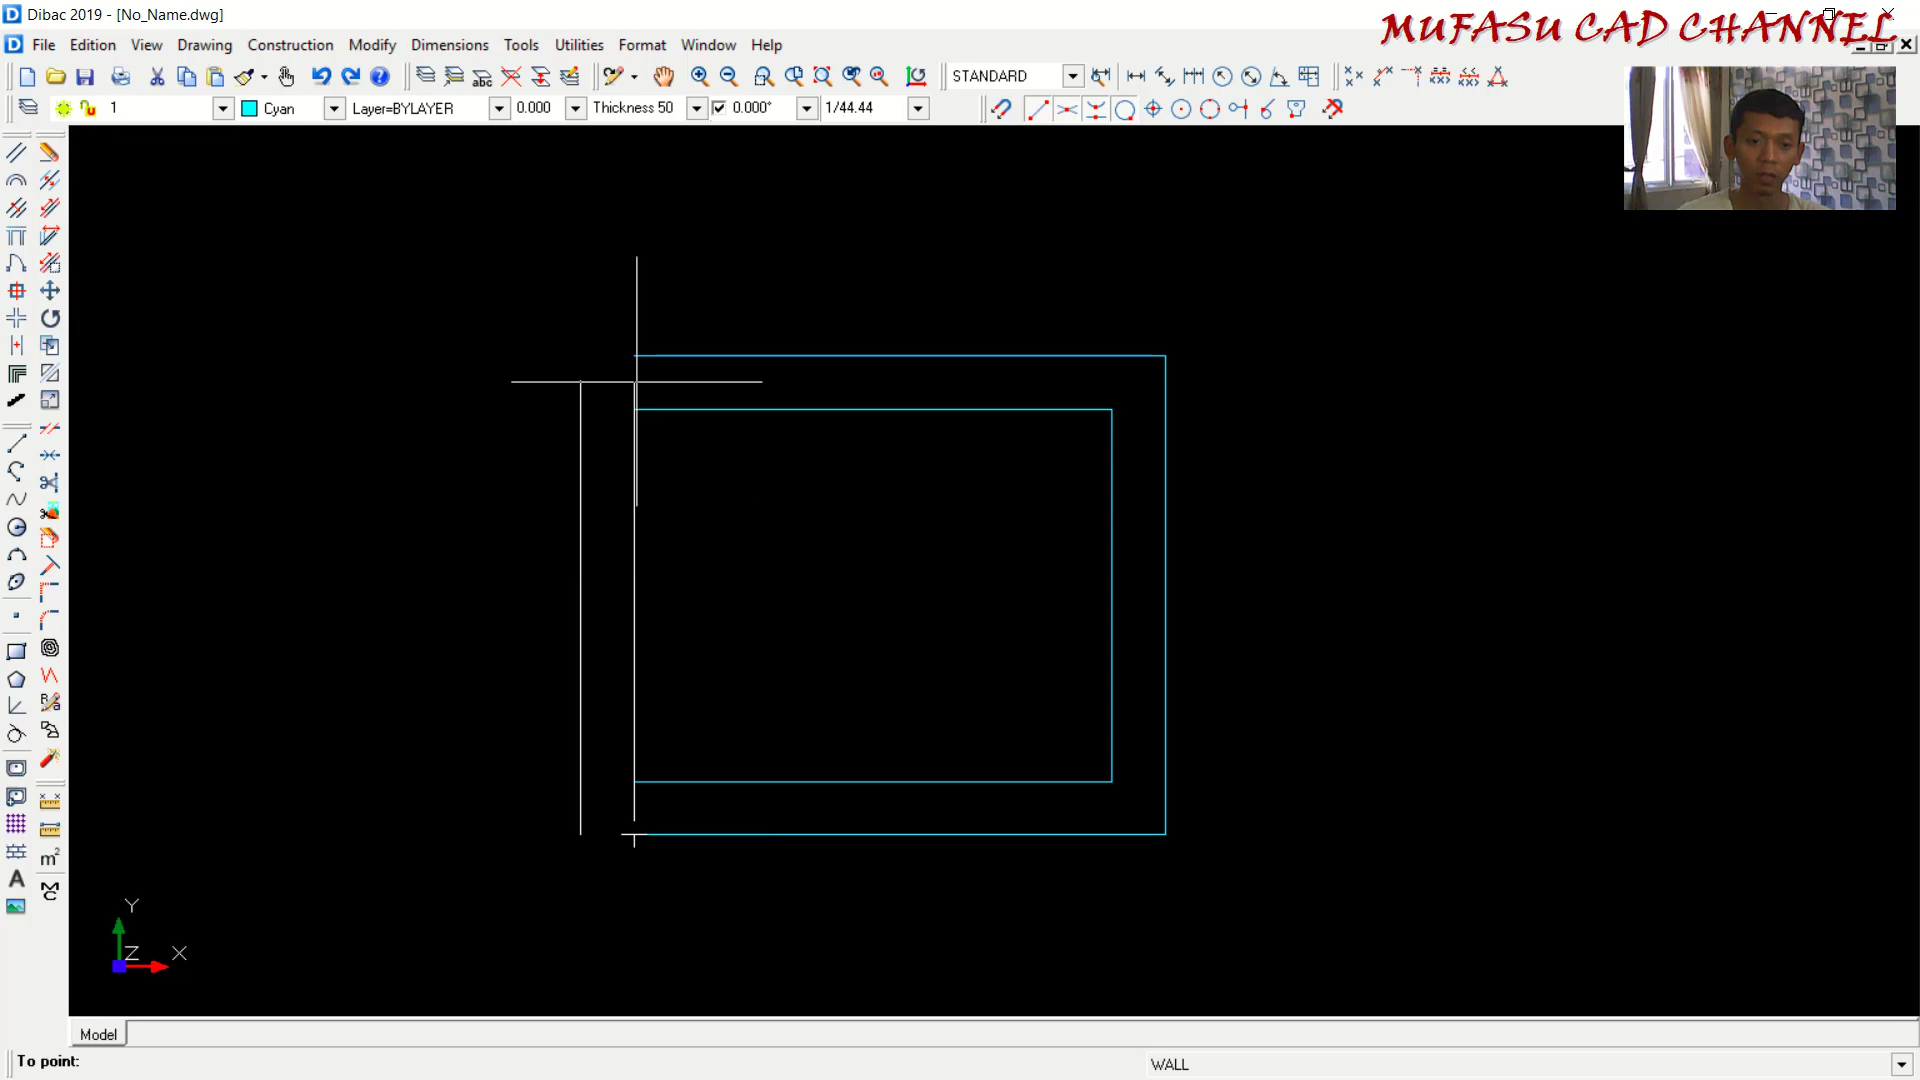 Dibac 2019 - [No_Name.dwg]
MUFASU CAD CHANNEL
File Edition View Drawing Construction Modify Dimensions Tools Utilities Format Window Help
STANDARD
1 Cyan Layer=BYLAYER 0.000 Thickness 50 0.000° 1/44.44
m²
A
Y
Z X
Model
To point:
WALL